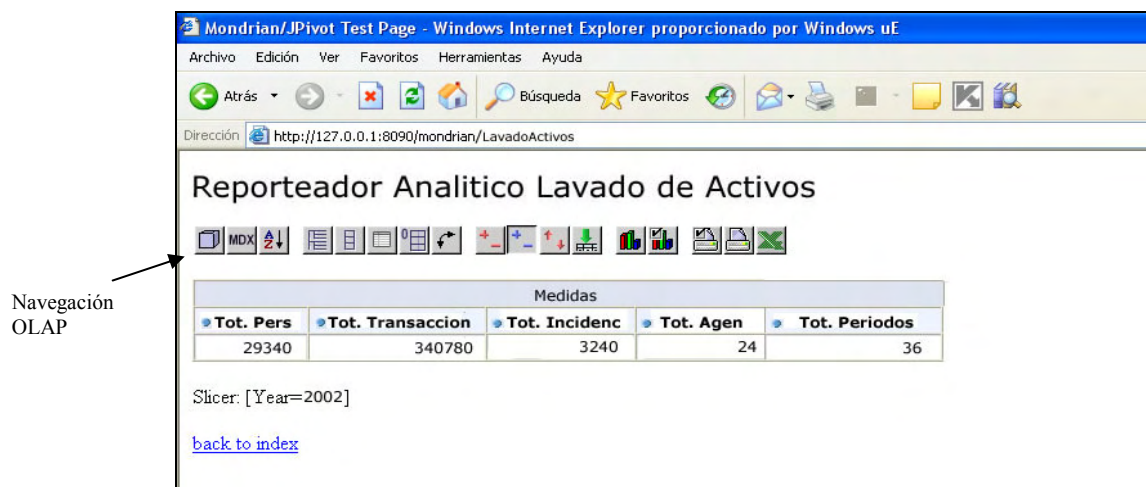 Mondrian/JPivot Test Page - Windows Internet Explorer proporcionado por Windows uE
Archivo Edición Ver Favoritos Herramientas Ayuda
Atrás Búsqueda Favoritos
Dirección http://127.0.0.1:8090/mondrian/LavadoActivos
Reporteador Analitico Lavado de Activos
MDX
Navegación
OLAP
Medidas
Tot. Pers Tot. Transaccion Tot. Incidenc Tot. Agen Tot. Periodos
29340 340780 3240 24 36
Slicer: [Year=2002]
back to index